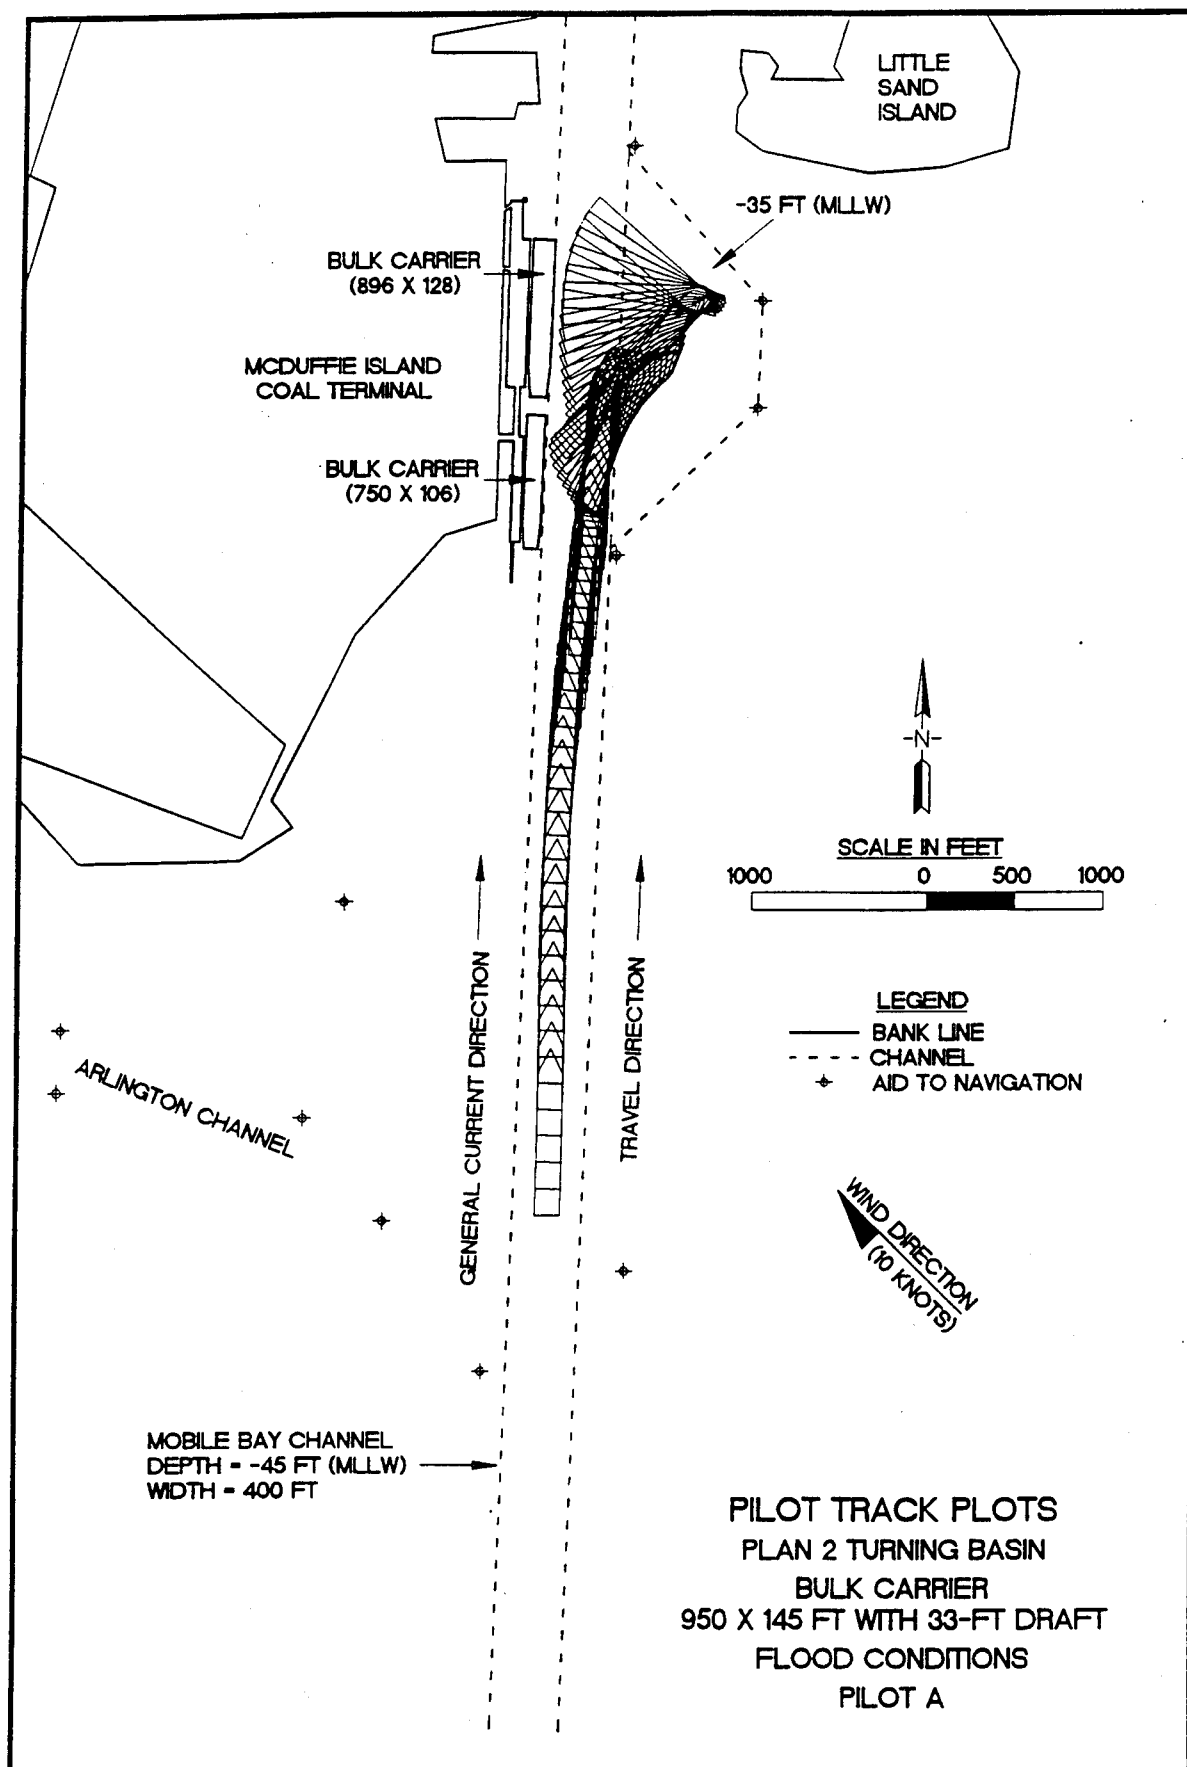 LITTLE
SAND
ISLAND
-35 FT (MLLW)
BULK CARRIER
(896 X 128)
MCDUFFIE ISLAND
COAL TERMINAL
BULK CARRIER
(750 X 106)
-N-
SCALE IN FEET
1000 0 500 1000
LEGEND
BANK LINE
CHANNEL
AID TO NAVIGATION
GENERAL CURRENT DIRECTION
TRAVEL DIRECTION
ARLINGTON CHANNEL
WIND DIRECTION
(10 KNOTS)
MOBILE BAY CHANNEL
DEPTH = -45 FT (MLLW)
WIDTH = 400 FT
PILOT TRACK PLOTS
PLAN 2 TURNING BASIN
BULK CARRIER
950 X 145 FT WITH 33-FT DRAFT
FLOOD CONDITIONS
PILOT A